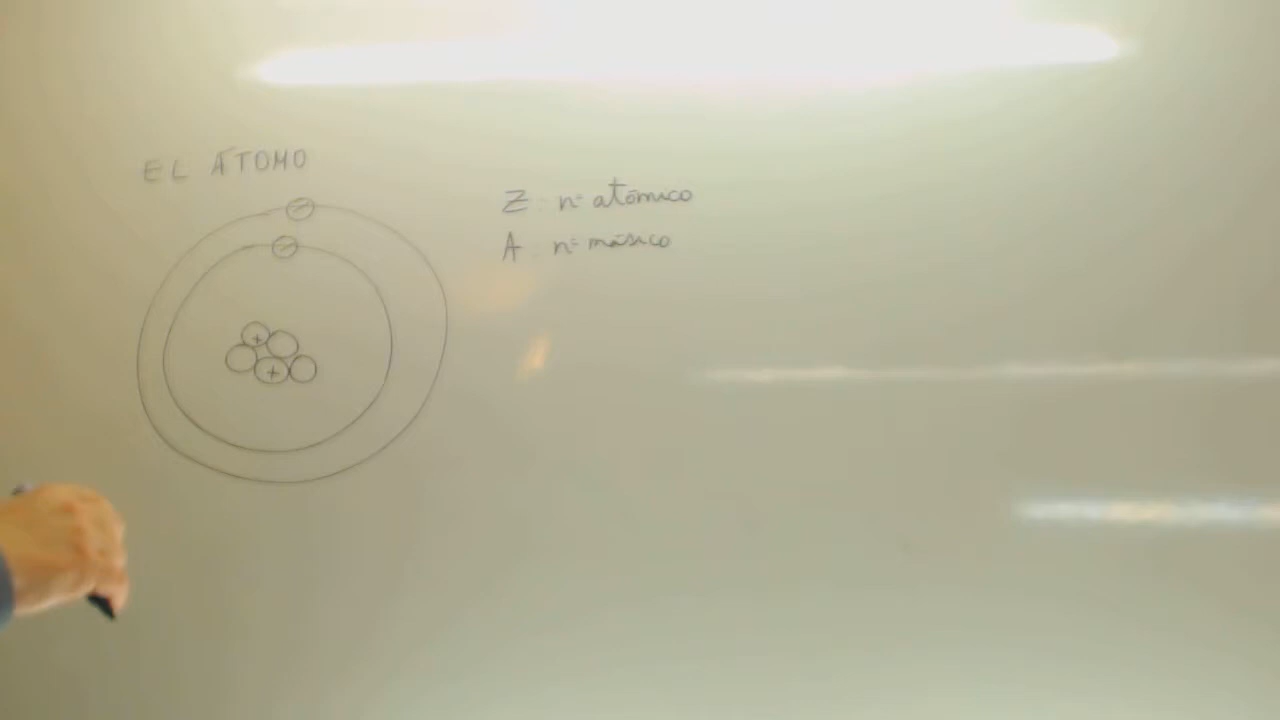 EL ÁTOMO
Z : nº atómico
A : nº másico
+
+